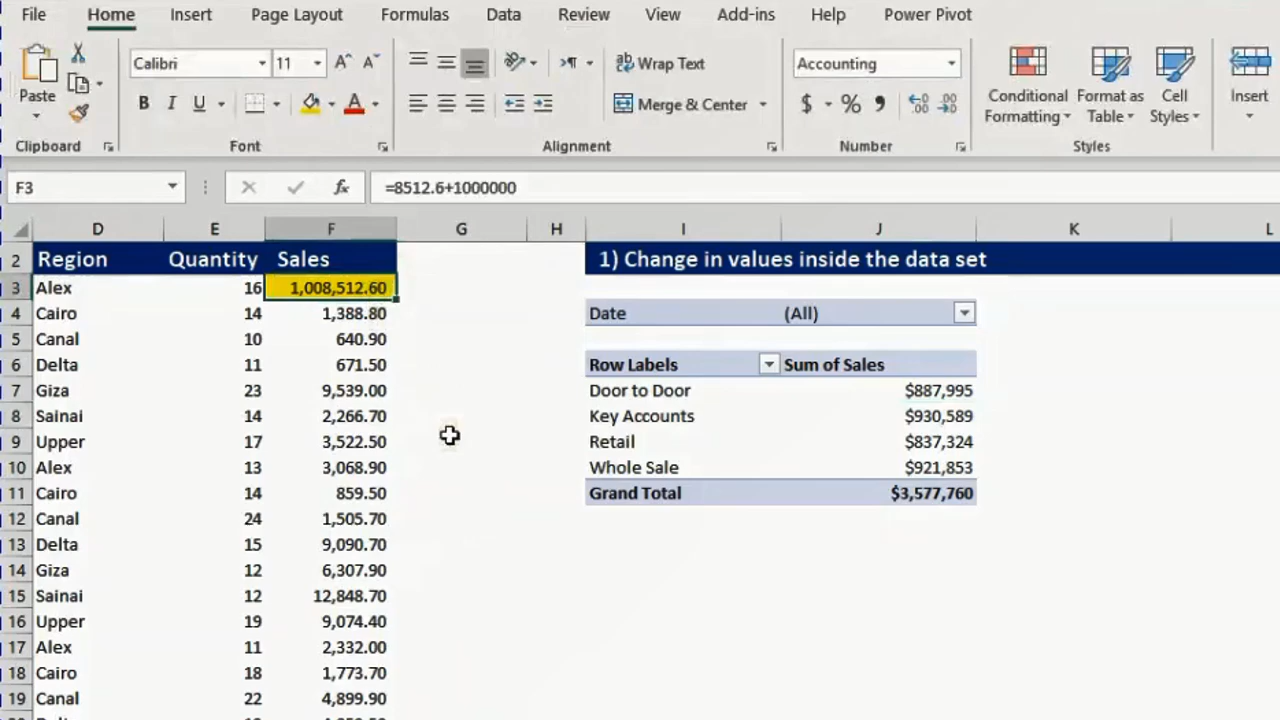 File Home Insert Page Layout Formulas Data Review View Add-ins Help Power Pivot
Calibri 11 A A ab Wrap Text Accounting
Paste B I U A Merge & Center $ % 9 Conditional Formatting Format as Table Cell Styles Insert
Clipboard Font Alignment Number Styles
F3 fx =8512.6+1000000
D E F G H I J K L
2 Region Quantity Sales 1) Change in values inside the data set
3 Alex 16 1,008,512.60
4 Cairo 14 1,388.80 Date (All)
5 Canal 10 640.90
6 Delta 11 671.50 Row Labels Sum of Sales
7 Giza 23 9,539.00 Door to Door $887,995
8 Sainai 14 2,266.70 Key Accounts $930,589
9 Upper 17 3,522.50 Retail $837,324
10 Alex 13 3,068.90 Whole Sale $921,853
11 Cairo 14 859.50 Grand Total $3,577,760
12 Canal 24 1,505.70
13 Delta 15 9,090.70
14 Giza 12 6,307.90
15 Sainai 12 12,848.70
16 Upper 19 9,074.40
17 Alex 11 2,332.00
18 Cairo 18 1,773.70
19 Canal 22 4,899.90